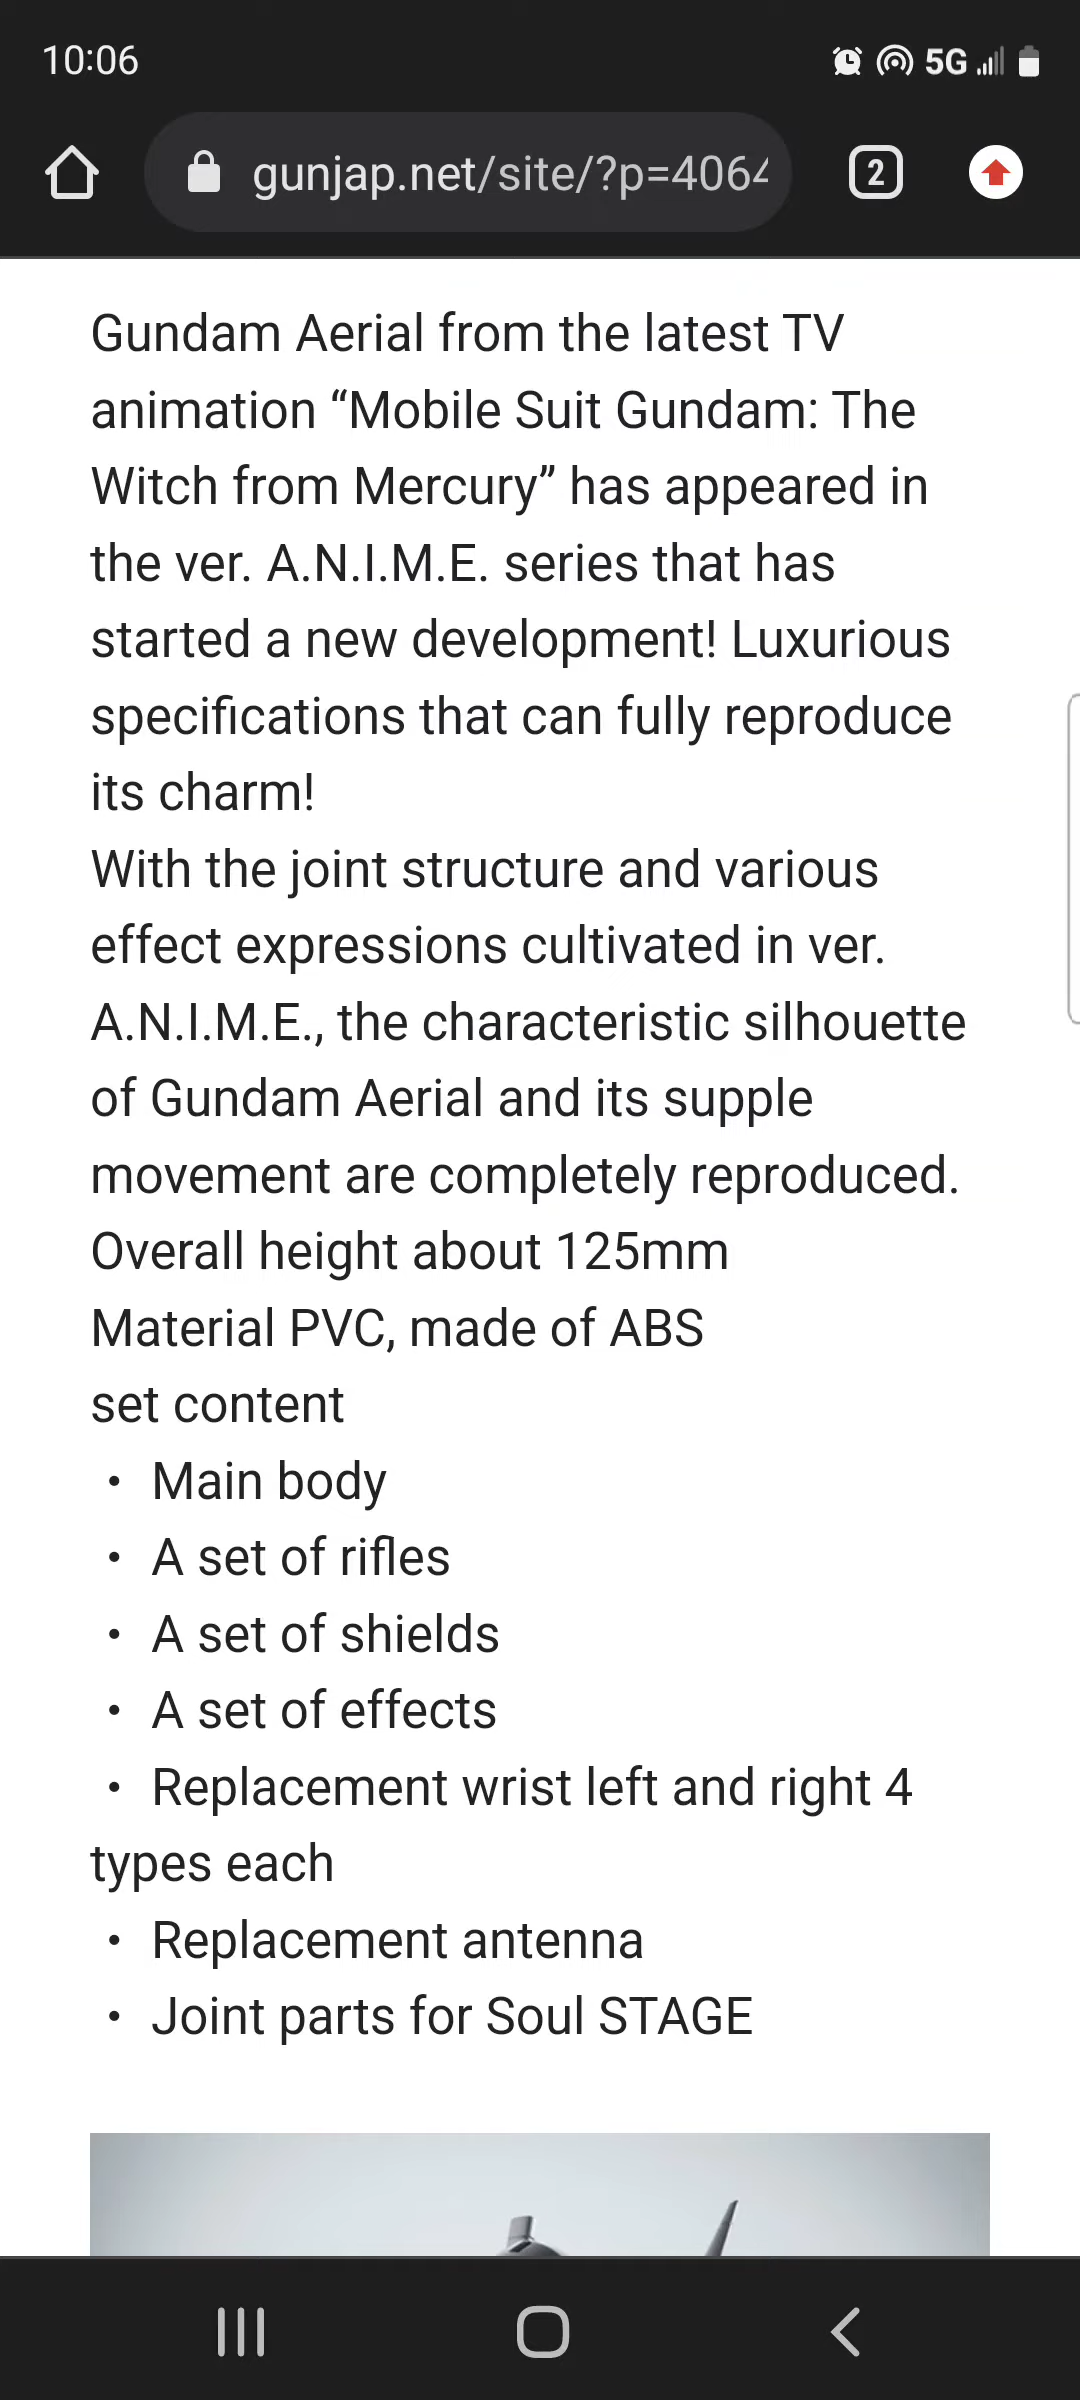 10:06
5G
gunjap.net/site/?p=406
2
Gundam Aerial from the latest TV
animation “Mobile Suit Gundam: The
Witch from Mercury” has appeared in
the ver. A.N.I.M.E. series that has
started a new development! Luxurious
specifications that can fully reproduce
its charm!
With the joint structure and various
effect expressions cultivated in ver.
A.N.I.M.E., the characteristic silhouette
of Gundam Aerial and its supple
movement are completely reproduced.
Overall height about 125mm
Material PVC, made of ABS
set content
・ Main body
・ A set of rifles
・ A set of shields
・ A set of effects
・ Replacement wrist left and right 4
types each
・ Replacement antenna
・ Joint parts for Soul STAGE